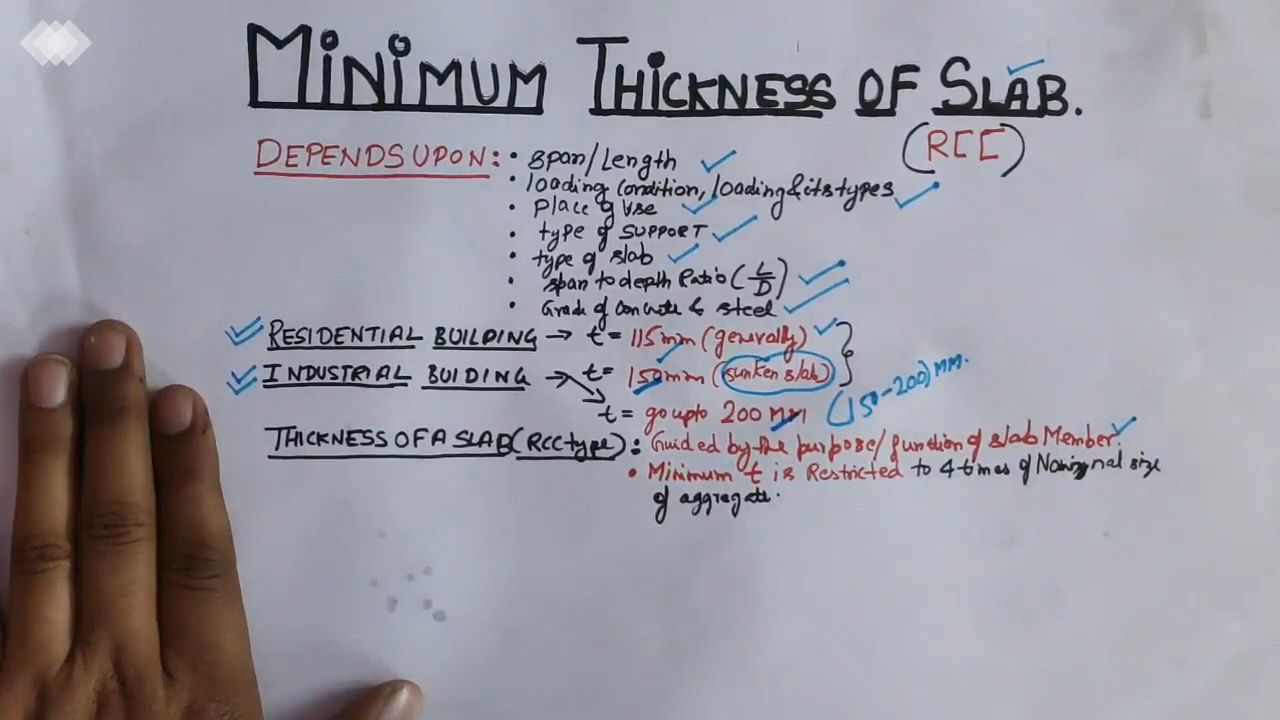 MINIMUM THICKNESS OF SLAB.
(RCC)
DEPENDS UPON:
• span/Length
• loading condition, loading & its types
• Place of use
• type of SUPPORT
• type of slab
• span to depth Ratio (L/D)
• Grade of concrete & steel
RESIDENTIAL BUILDING → t = 115mm (generally)
INDUSTRIAL BUIDING → t = 150mm (sunken slab)
t = go upto 200 MM (150-200) MM.
THICKNESS OF A SLAB (RCC type): Guided by the purpose/function of slab Member.
• Minimum t is Restricted to 4 times of Nominal size
of aggregate.